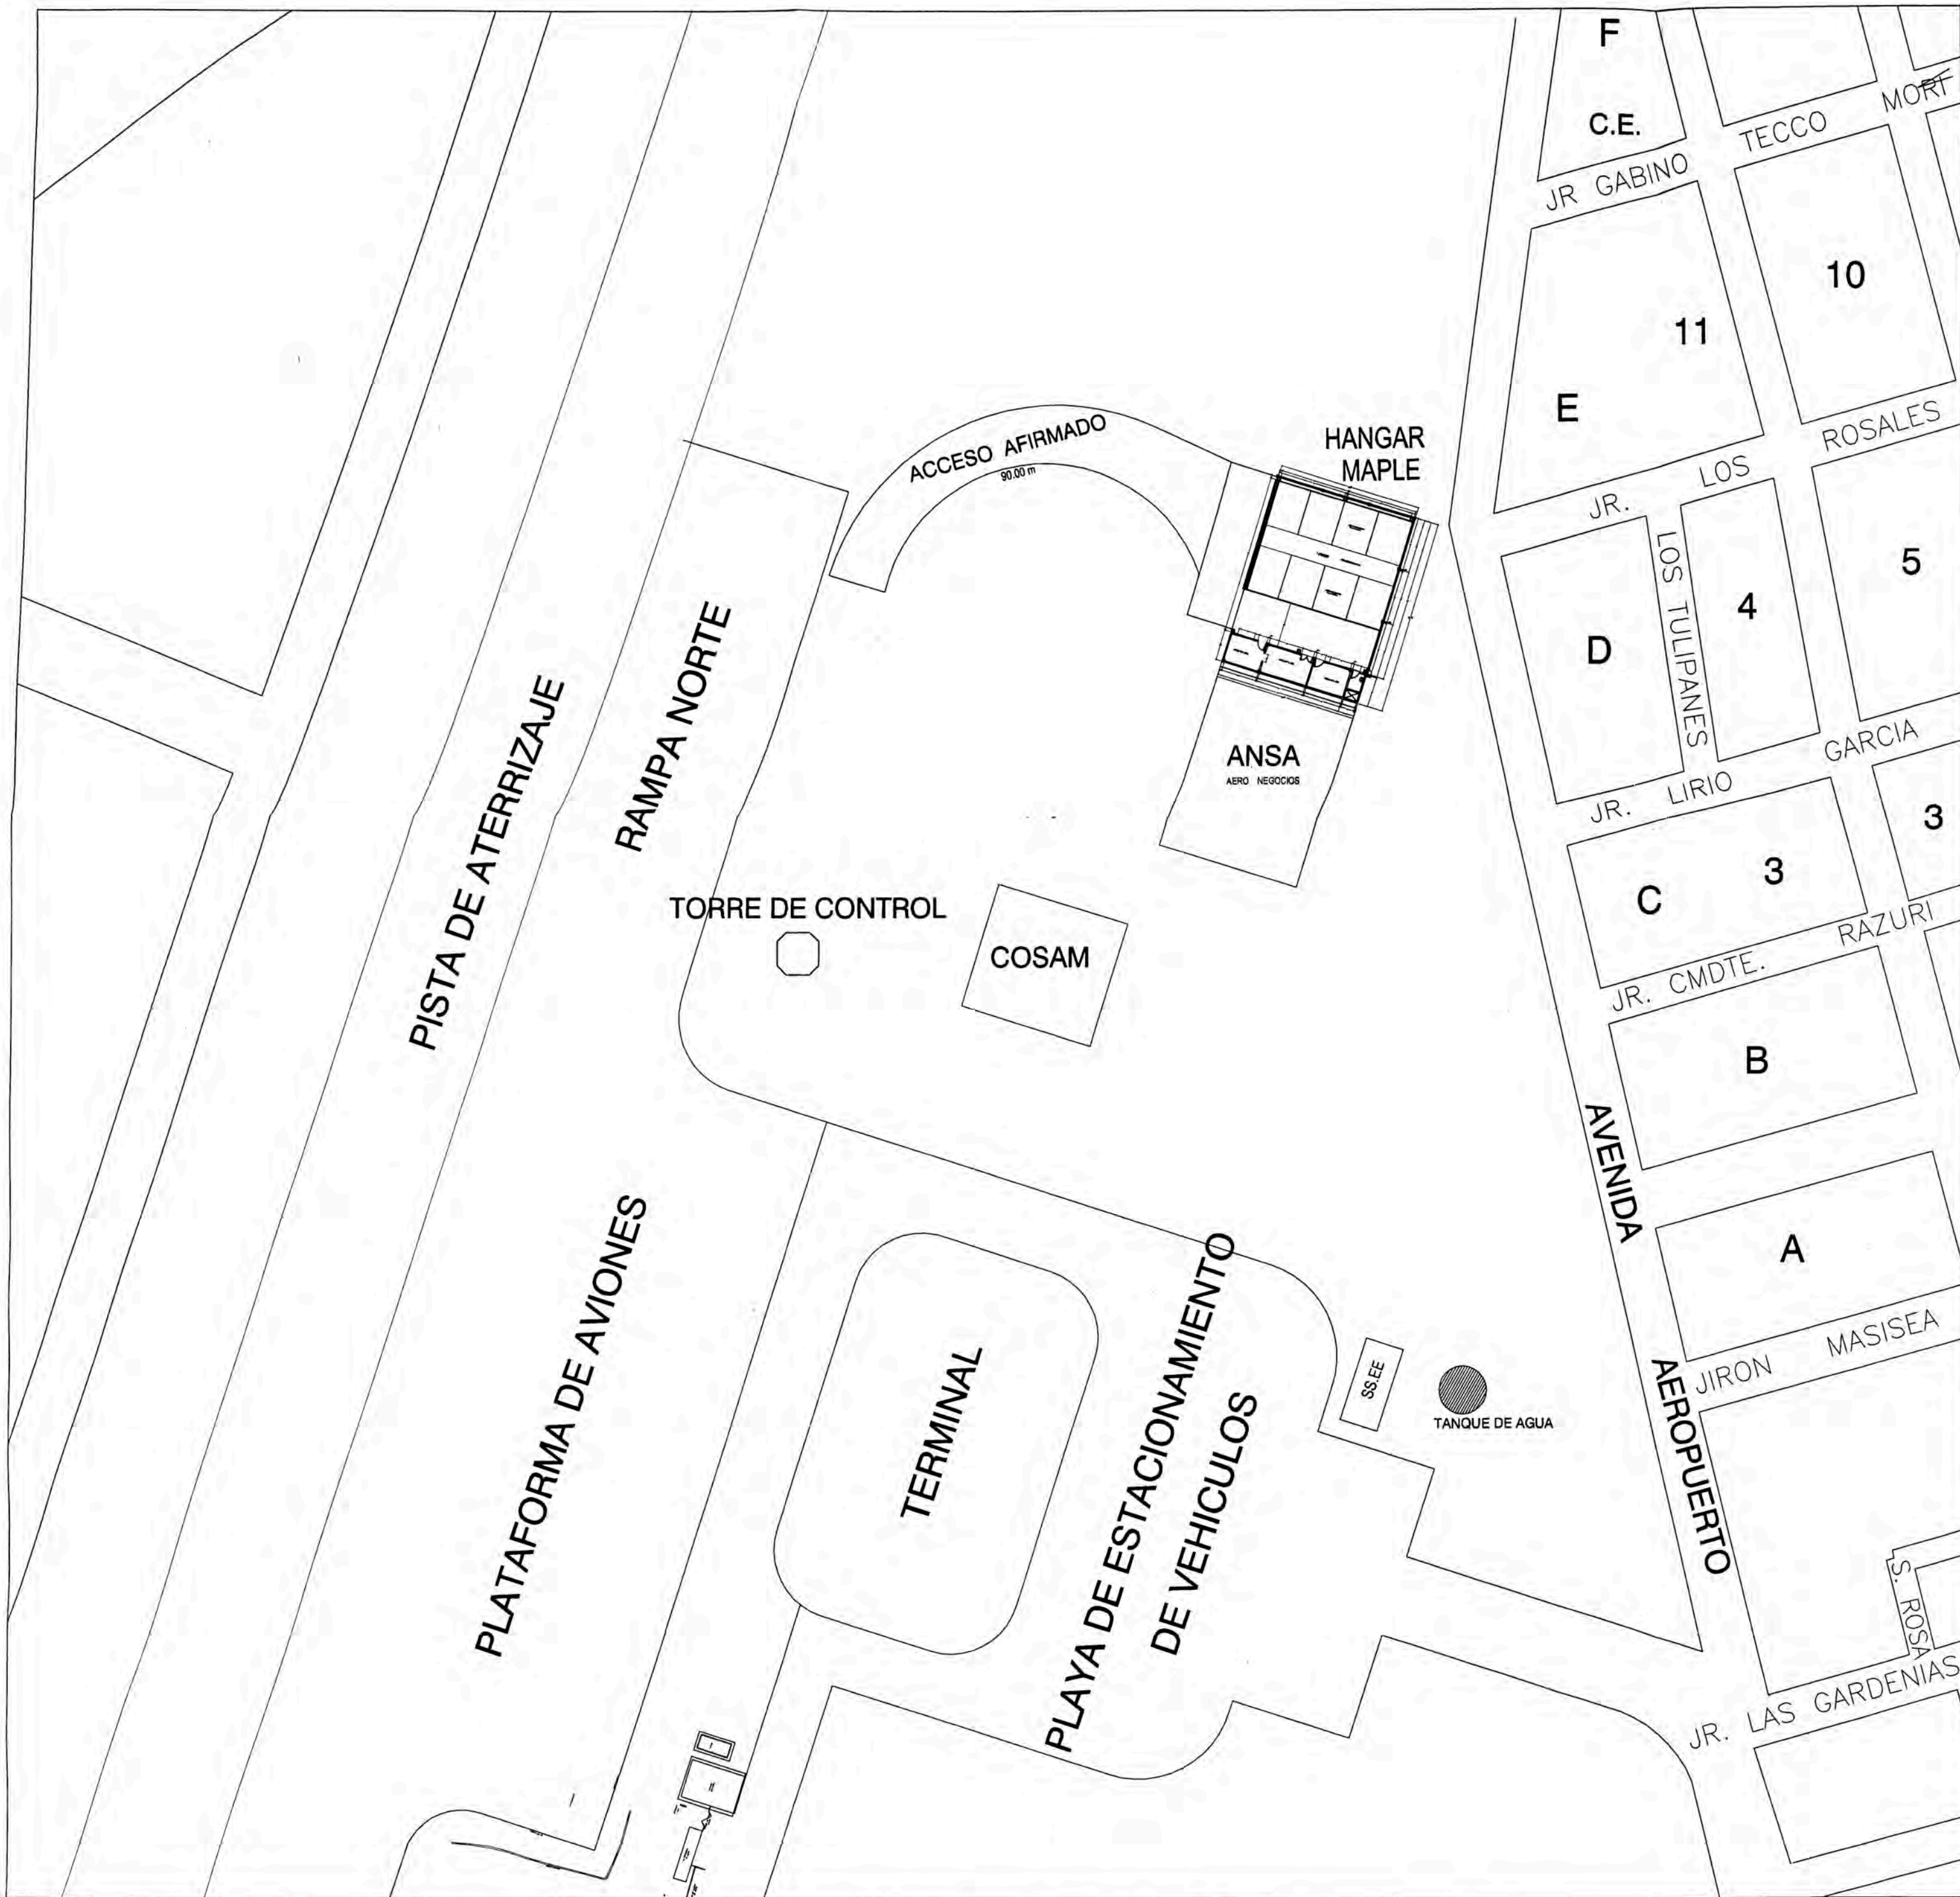 F
C.E.
JR GABINO TECCO MORI
10
11
E
ACCESO AFIRMADO
90.00 m
HANGAR
MAPLE
JR. LOS ROSALES
LOS TULIPANES
5
4
D
RAMPA NORTE
PISTA DE ATERRIZAJE
ANSA
AERO NEGOCIOS
JR. LIRIO GARCIA
3
3
C
TORRE DE CONTROL
COSAM
JR. CMDTE. RAZURI
B
AVENIDA AEROPUERTO
A
PLATAFORMA DE AVIONES
TERMINAL
PLAYA DE ESTACIONAMIENTO
DE VEHICULOS
SS.EE
TANQUE DE AGUA
JIRON MASISEA
S. ROSA
JR. LAS GARDENIAS